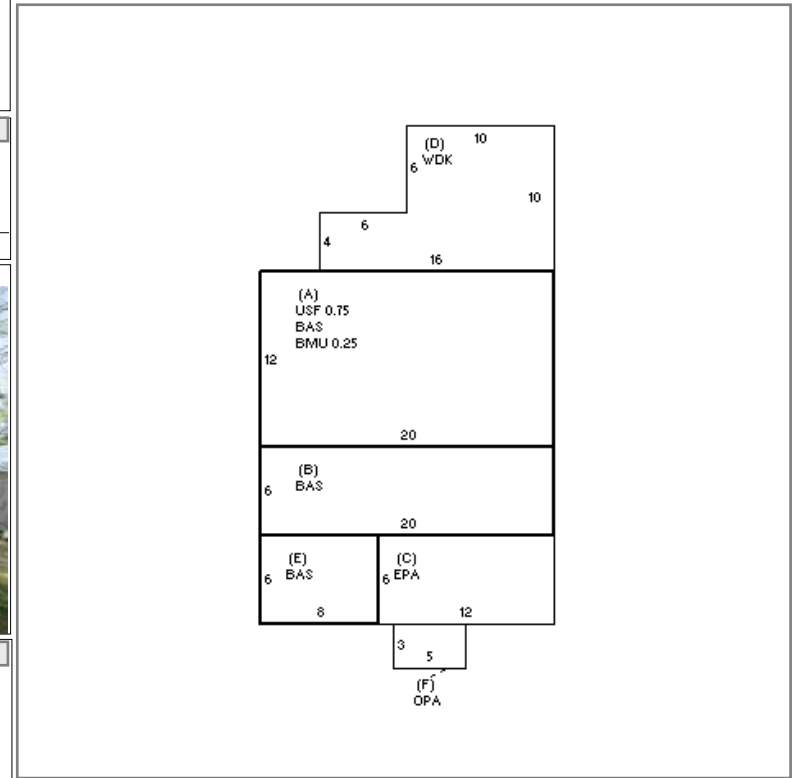 10
(D)
6 WDK
10
6
4
16
(A)
USF 0.75
BAS
BMU 0.25
12
20
(B)
BAS
6
20
(E)
BAS
6
8
(C)
6 EPA
12
3
5
(F)
OPA